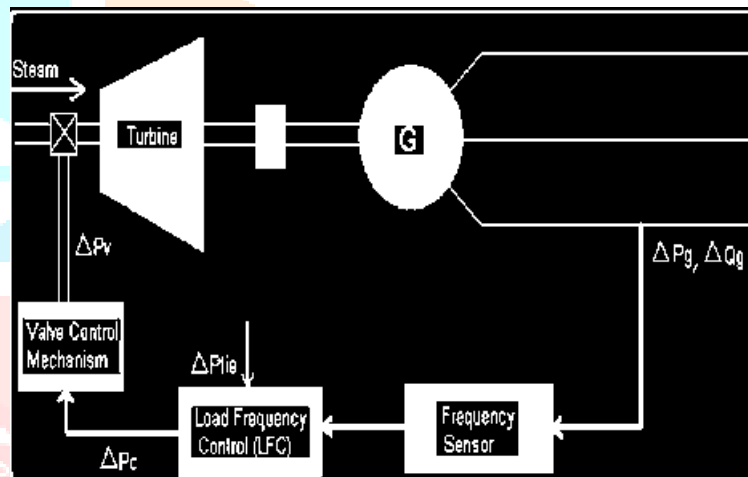 Steam
Turbine
G
ΔPv
ΔPg, ΔQg
Valve Control
Mechanism
ΔPtie
Load Frequency
Control (LFC)
Frequency
Sensor
ΔPc